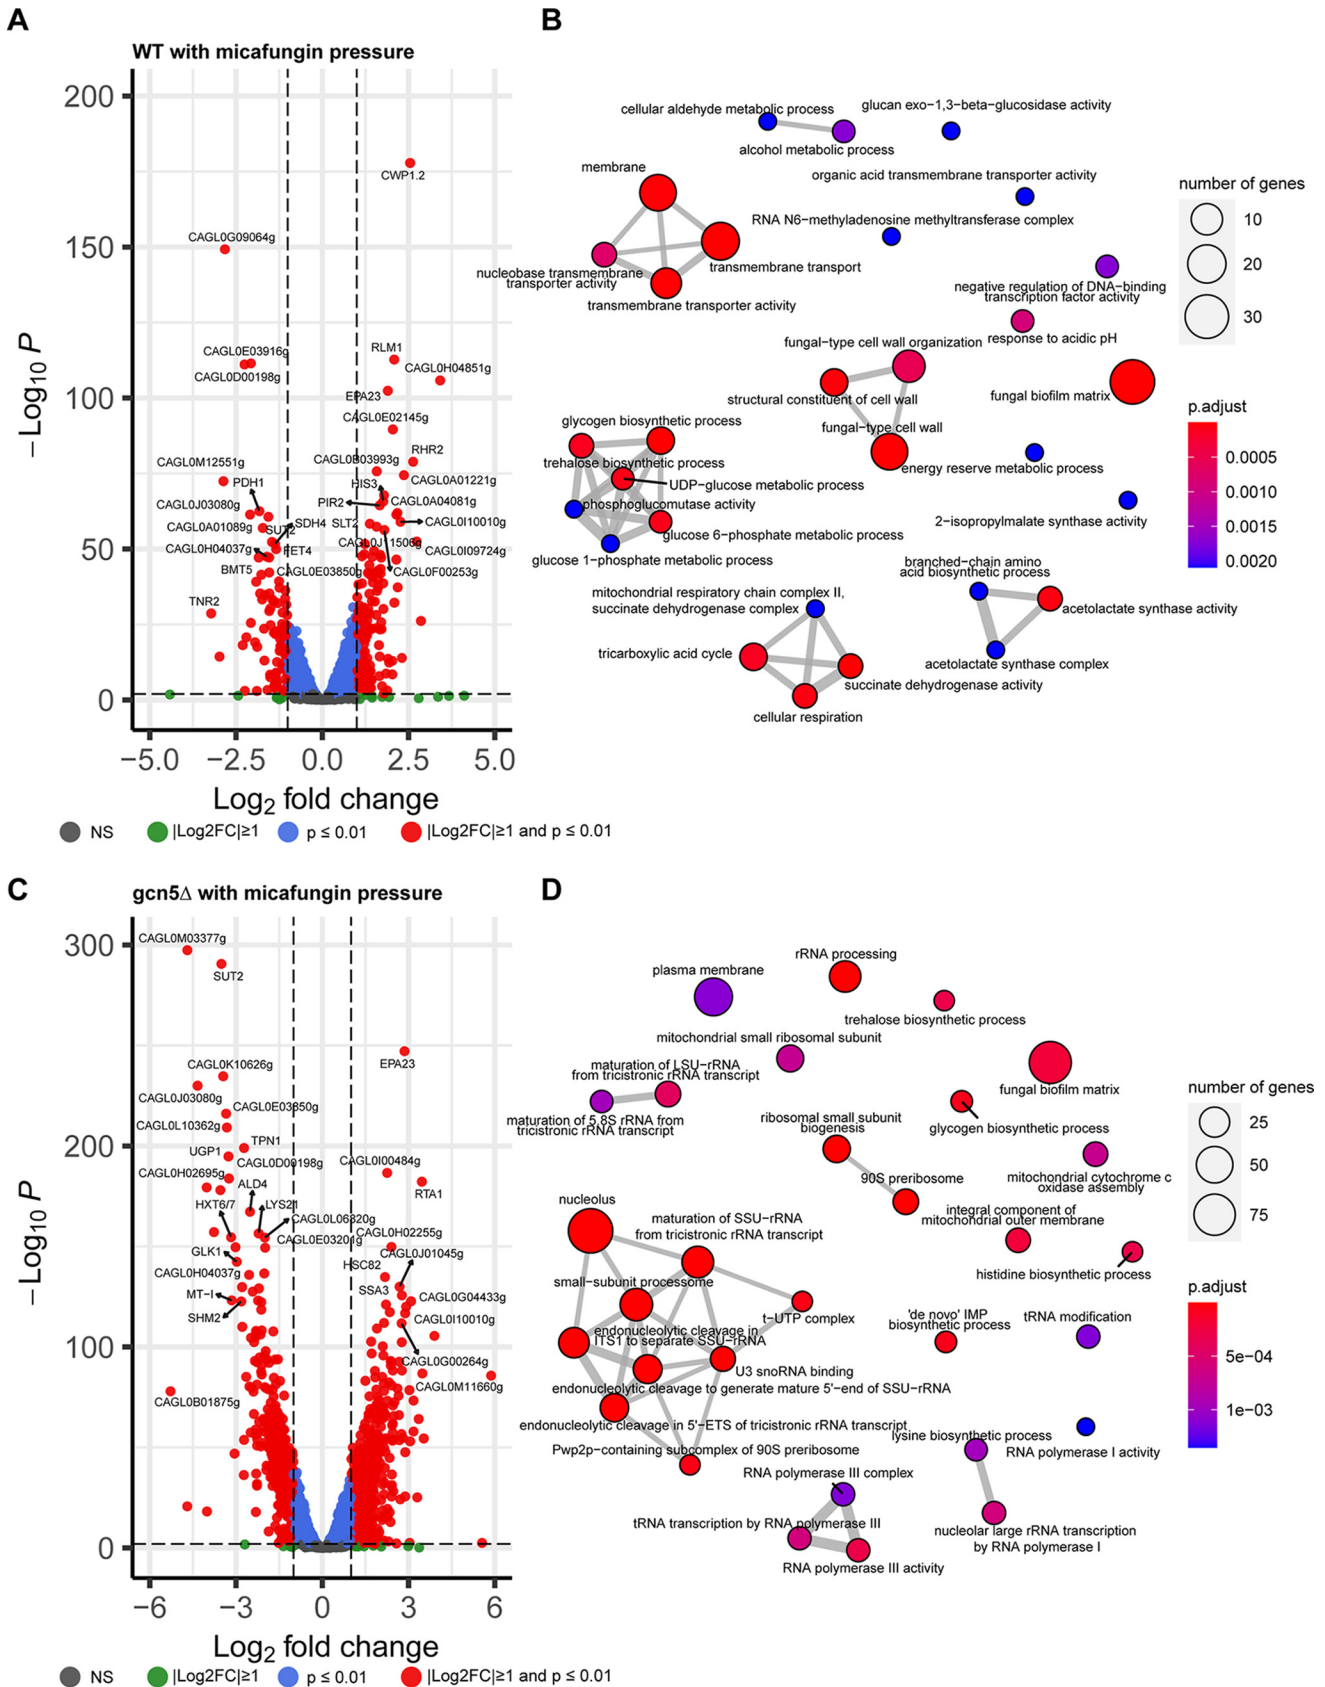 A
WT with micafungin pressure
200
150
100
50
0
−Log10 P
CWP1.2
CAGL0G09064g
CAGL0E03916g
CAGL0D00198g
RLM1
CAGL0H04851g
EPA23
CAGL0E02145g
RHR2
CAGL0B03993g
CAGL0M12551g
PDH1
HIS3
CAGL0A01221g
CAGL0J03080g
PIR2
CAGL0A04081g
CAGL0A01089g
SUT2
SDH4
SLT2
CAGL0I10010g
CAGL0H04037g
FET4
CAGL0J11506g
CAGL0I09724g
BMT5
CAGL0E03850g
CAGL0F00253g
TNR2
−5.0
−2.5
0.0
2.5
5.0
Log2 fold change
NS
|Log2FC|≥1
p ≤ 0.01
|Log2FC|≥1 and p ≤ 0.01
B
cellular aldehyde metabolic process
glucan exo−1,3−beta−glucosidase activity
alcohol metabolic process
membrane
organic acid transmembrane transporter activity
RNA N6−methyladenosine methyltransferase complex
nucleobase transmembrane
transporter activity
transmembrane transport
transmembrane transporter activity
negative regulation of DNA−binding
transcription factor activity
response to acidic pH
fungal−type cell wall organization
structural constituent of cell wall
fungal biofilm matrix
fungal−type cell wall
glycogen biosynthetic process
trehalose biosynthetic process
energy reserve metabolic process
UDP−glucose metabolic process
phosphoglucomutase activity
2−isopropylmalate synthase activity
glucose 6−phosphate metabolic process
glucose 1−phosphate metabolic process
branched−chain amino
acid biosynthetic process
mitochondrial respiratory chain complex II,
succinate dehydrogenase complex
acetolactate synthase activity
tricarboxylic acid cycle
acetolactate synthase complex
succinate dehydrogenase activity
cellular respiration
number of genes
10
20
30
p.adjust
0.0005
0.0010
0.0015
0.0020
C
gcn5Δ with micafungin pressure
300
200
100
0
−Log10 P
CAGL0M03377g
SUT2
EPA23
CAGL0K10626g
CAGL0J03080g
CAGL0E03850g
CAGL0L10362g
TPN1
UGP1
CAGL0D00198g
CAGL0I00484g
CAGL0H02695g
ALD4
RTA1
HXT6/7
LYS21
CAGL0L06820g
CAGL0E03201g
CAGL0H02255g
GLK1
CAGL0J01045g
CAGL0H04037g
HSC82
MT−I
SSA3
CAGL0G04433g
SHM2
CAGL0I10010g
CAGL0G00264g
CAGL0M11660g
CAGL0B01875g
−6
−3
0
3
6
Log2 fold change
NS
|Log2FC|≥1
p ≤ 0.01
|Log2FC|≥1 and p ≤ 0.01
D
rRNA processing
plasma membrane
trehalose biosynthetic process
mitochondrial small ribosomal subunit
maturation of LSU−rRNA
from tricistronic rRNA transcript
fungal biofilm matrix
maturation of 5.8S rRNA from
tricistronic rRNA transcript
ribosomal small subunit
biogenesis
glycogen biosynthetic process
90S preribosome
mitochondrial cytochrome c
oxidase assembly
nucleolus
maturation of SSU−rRNA
from tricistronic rRNA transcript
integral component of
mitochondrial outer membrane
small−subunit processome
histidine biosynthetic process
t−UTP complex
'de novo' IMP
biosynthetic process
tRNA modification
endonucleolytic cleavage in
ITS1 to separate SSU−rRNA
U3 snoRNA binding
endonucleolytic cleavage to generate mature 5'−end of SSU−rRNA
endonucleolytic cleavage in 5'−ETS of tricistronic rRNA transcript
lysine biosynthetic process
Pwp2p−containing subcomplex of 90S preribosome
RNA polymerase I activity
RNA polymerase III complex
tRNA transcription by RNA polymerase III
nucleolar large rRNA transcription
by RNA polymerase I
RNA polymerase III activity
number of genes
25
50
75
p.adjust
5e−04
1e−03